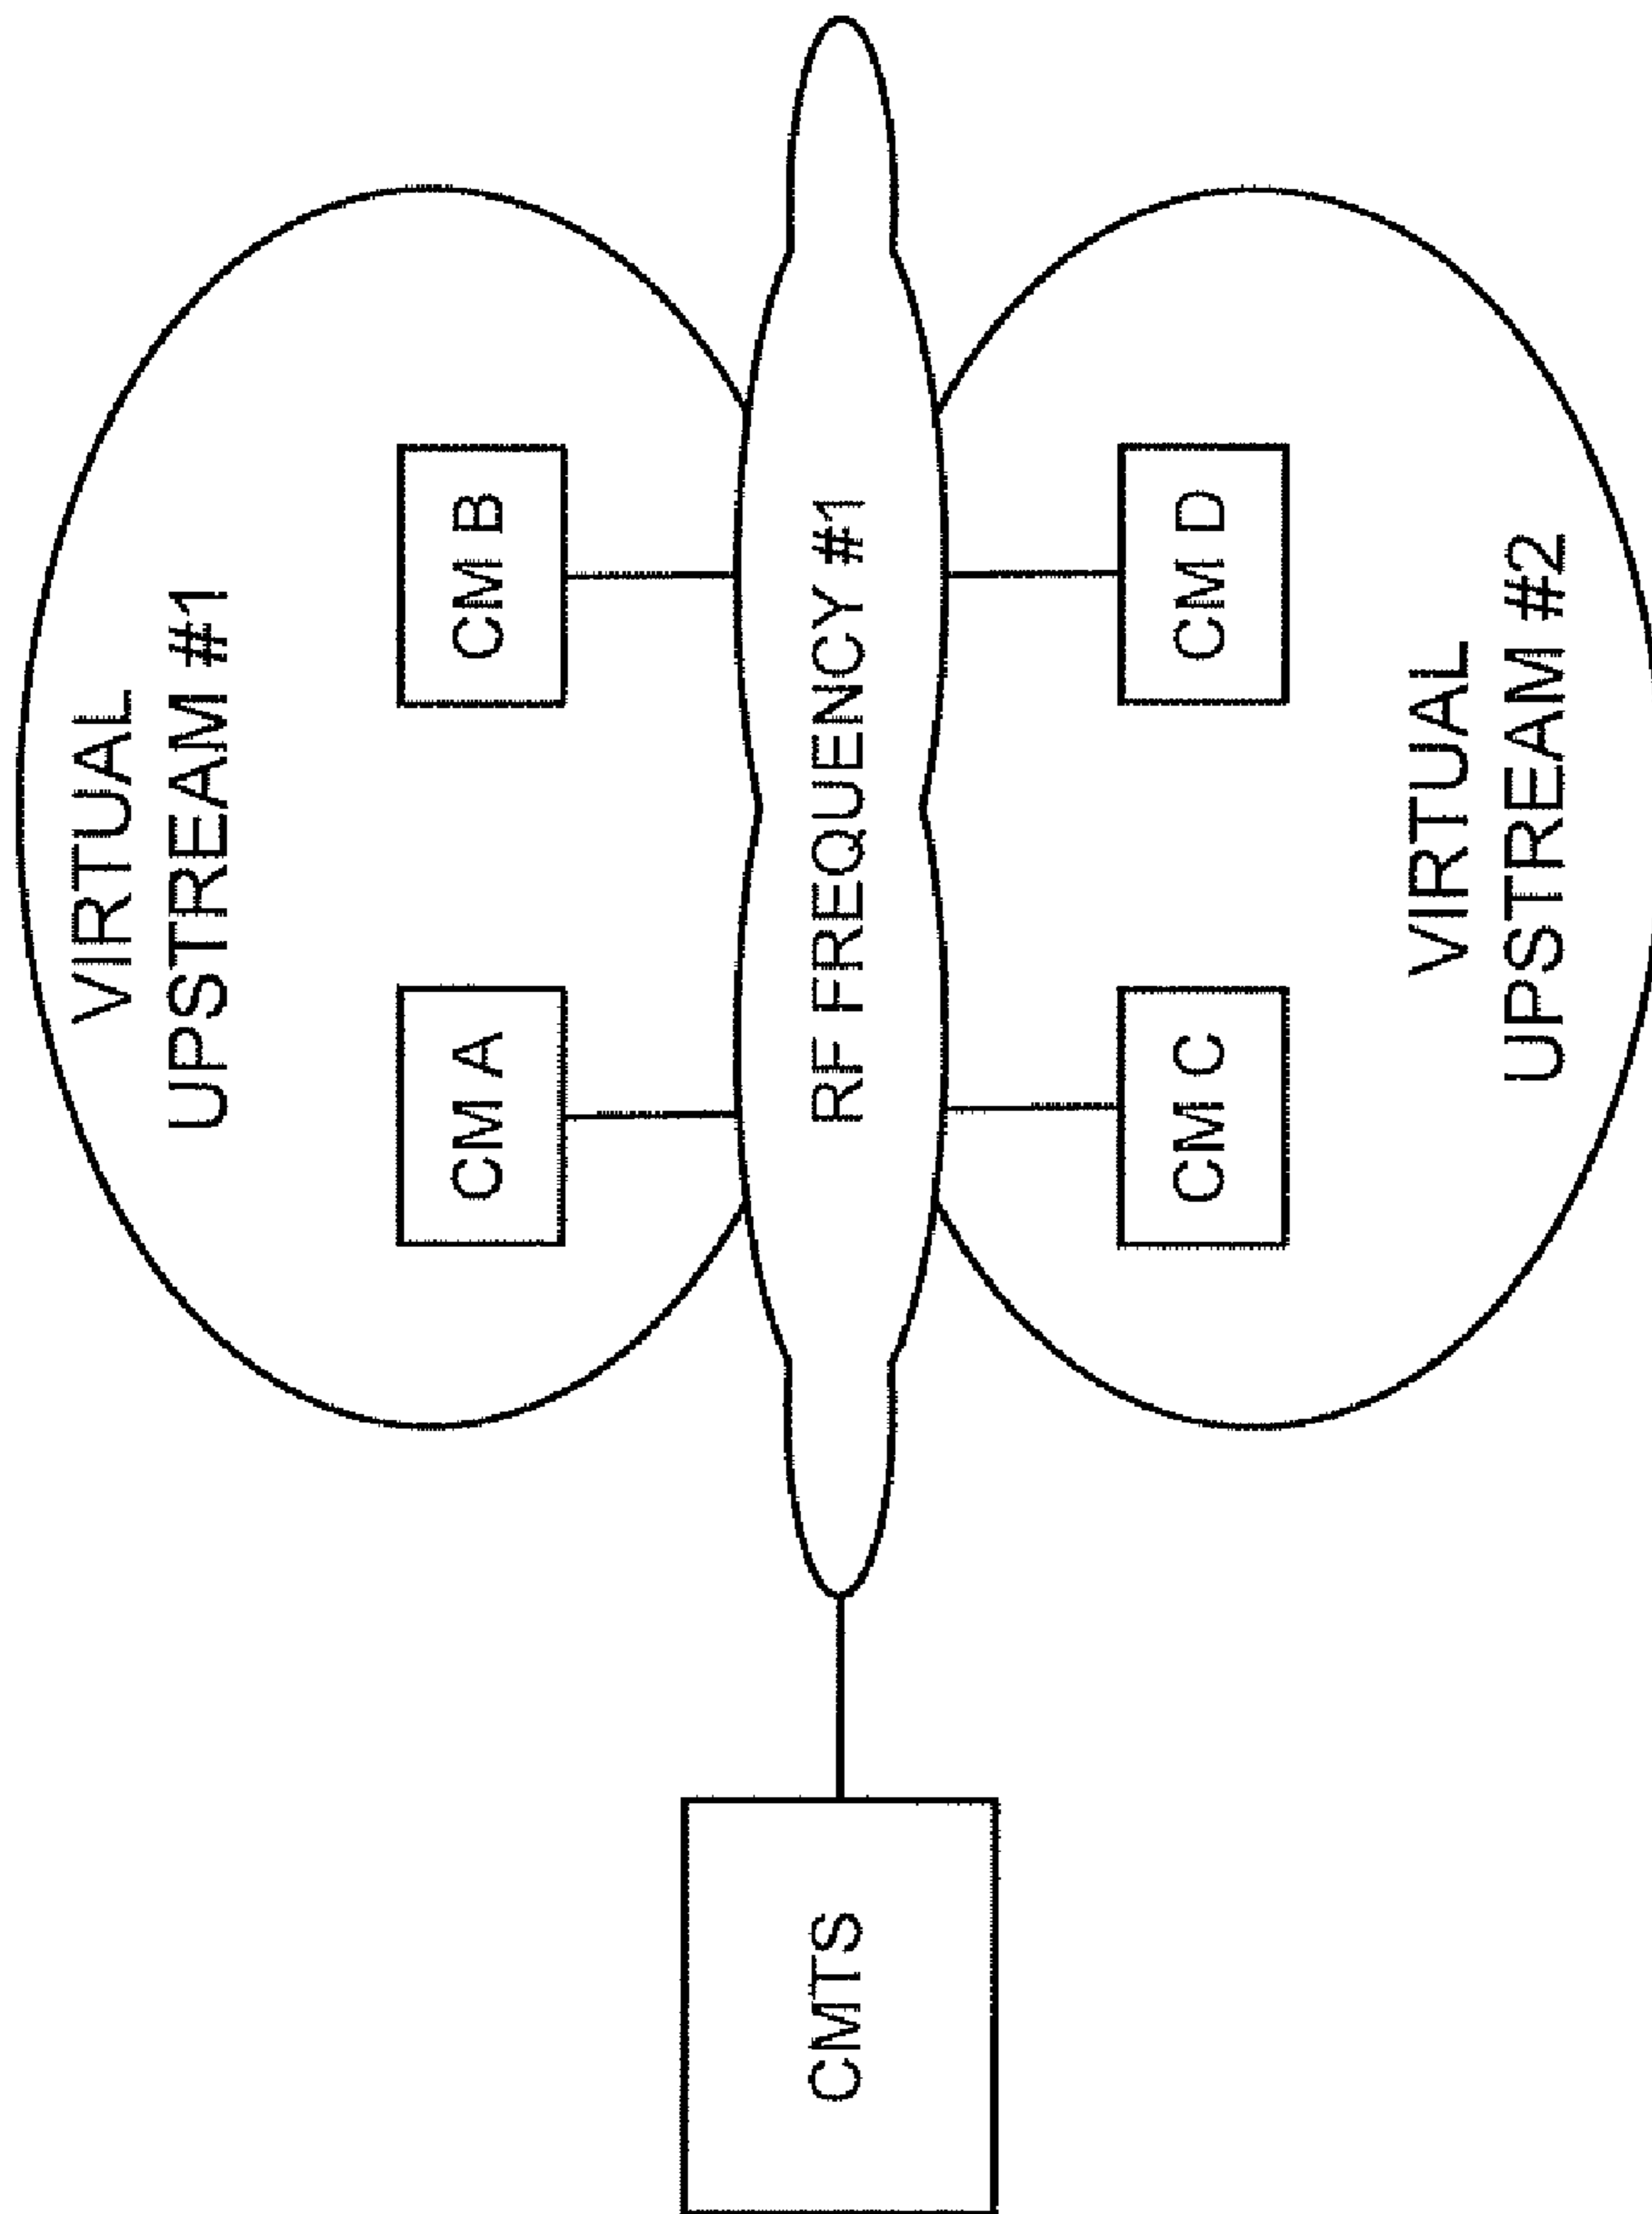 VIRTUAL
UPSTREAM #1
CM A
CM B
CMTS
RF FREQUENCY #1
CM C
CM D
VIRTUAL
UPSTREAM #2